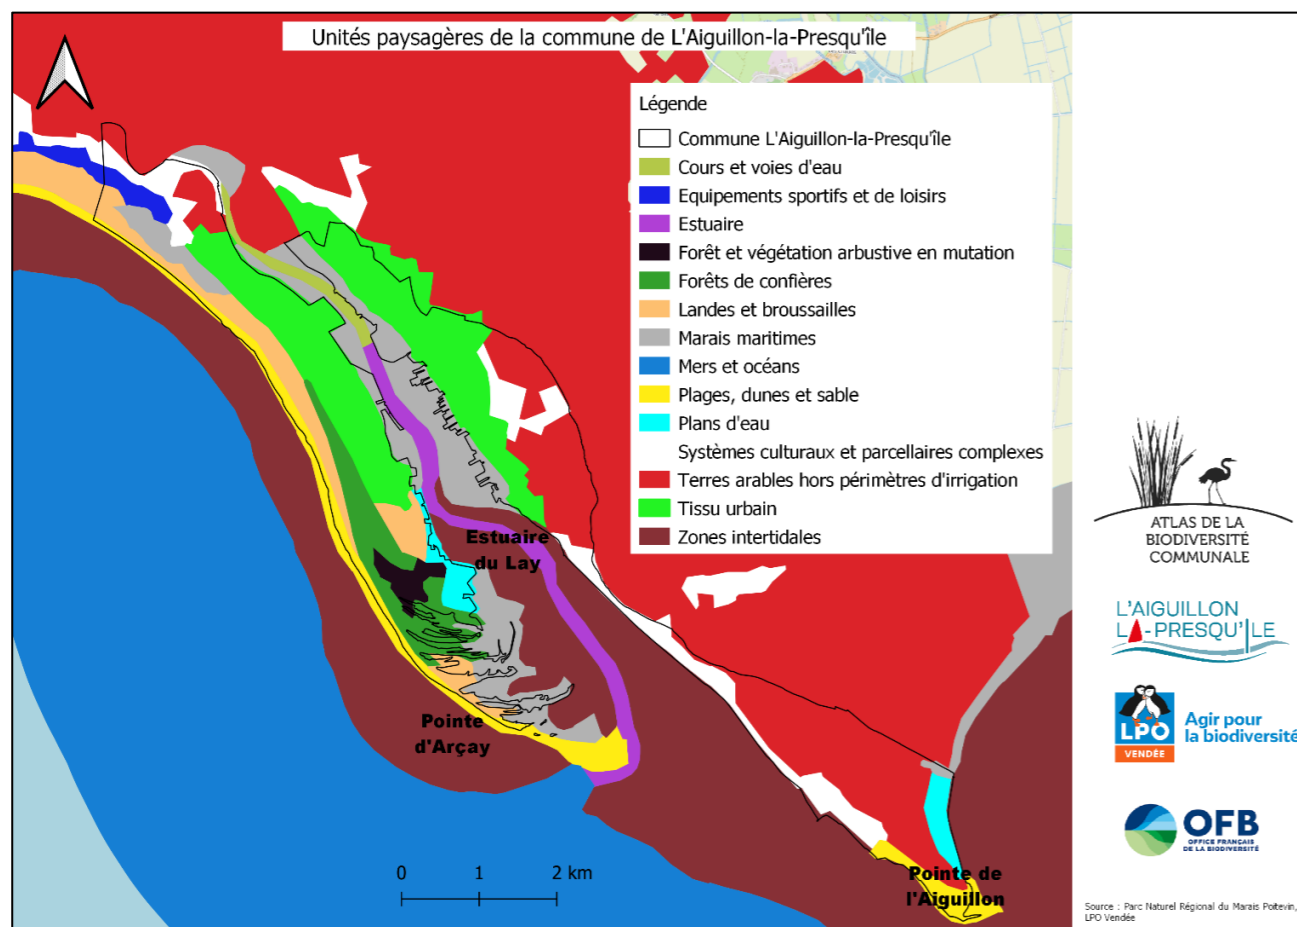 Unités paysagères de la commune de L'Aiguillon-la-Presqu'île
Légende
Commune L'Aiguillon-la-Presqu'île
Cours et voies d'eau
Equipements sportifs et de loisirs
Estuaire
Forêt et végétation arbustive en mutation
Forêts de confières
Landes et broussailles
Marais maritimes
Mers et océans
Plages, dunes et sable
Plans d'eau
Systèmes culturaux et parcellaires complexes
Terres arables hors périmètres d'irrigation
Tissu urbain
Zones intertidales
Estuaire
du Lay
Pointe
d'Arçay
Pointe de
l'Aiguillon
0 1 2 km
ATLAS DE LA
BIODIVERSITÉ
COMMUNALE
L'AIGUILLON
LA-PRESQU'ILE
LPO
VENDÉE
Agir pour
la biodiversité
OFB
OFFICE FRANÇAIS
DE LA BIODIVERSITÉ
Source : Parc Naturel Régional du Marais Poitevin,
LPO Vendée